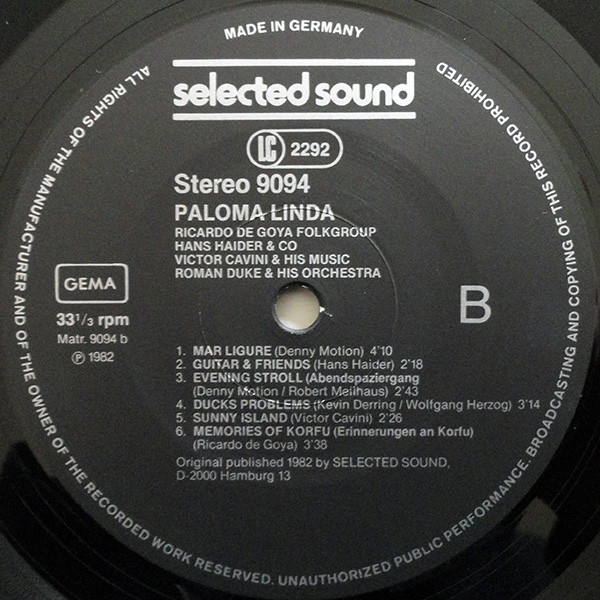 MADE IN GERMANY
selected sound
LC 2292
Stereo 9094
PALOMA LINDA
RICARDO DE GOYA FOLKGROUP
HANS HAIDER & CO
VICTOR CAVINI & HIS MUSIC
ROMAN DUKE & HIS ORCHESTRA
GEMA
33 1/3 rpm
Matr. 9094 b
℗ 1982
B
1. MAR LIGURE (Denny Motion) 4'10
2. GUITAR & FRIENDS (Hans Haider) 2'18
3. EVENING STROLL (Abendspaziergang
(Denny Motion / Robert Meilhaus) 2'43
4. DUCKS PROBLEMS (Kevin Derring / Wolfgang Herzog) 3'14
5. SUNNY ISLAND (Victor Cavini) 2'26
6. MEMORIES OF KORFU (Erinnerungen an Korfu)
(Ricardo de Goya) 3'38
Original published 1982 by SELECTED SOUND,
D-2000 Hamburg 13
ALL RIGHTS OF THE MANUFACTURER AND OF THE OWNER OF THE RECORDED WORK RESERVED. UNAUTHORIZED PUBLIC PERFORMANCE. BROADCASTING AND COPYING OF THIS RECORD PROHIBITED